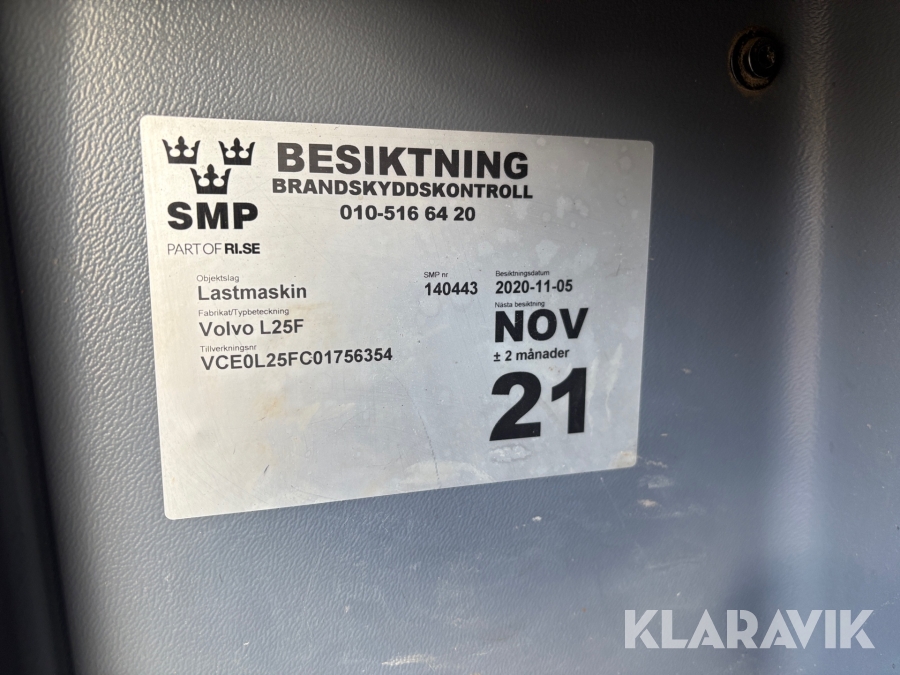 BESIKTNING
BRANDSKYDDSKONTROLL
010-516 64 20
SMP
PART OF RI.SE
Objektslag
Lastmaskin
Fabrikat/Typbeteckning
Volvo L25F
Tillverkningsnr
VCE0L25FC01756354
SMP nr
140443
Besiktningsdatum
2020-11-05
Nästa besiktning
NOV
± 2 månader
21
KLARAVIK